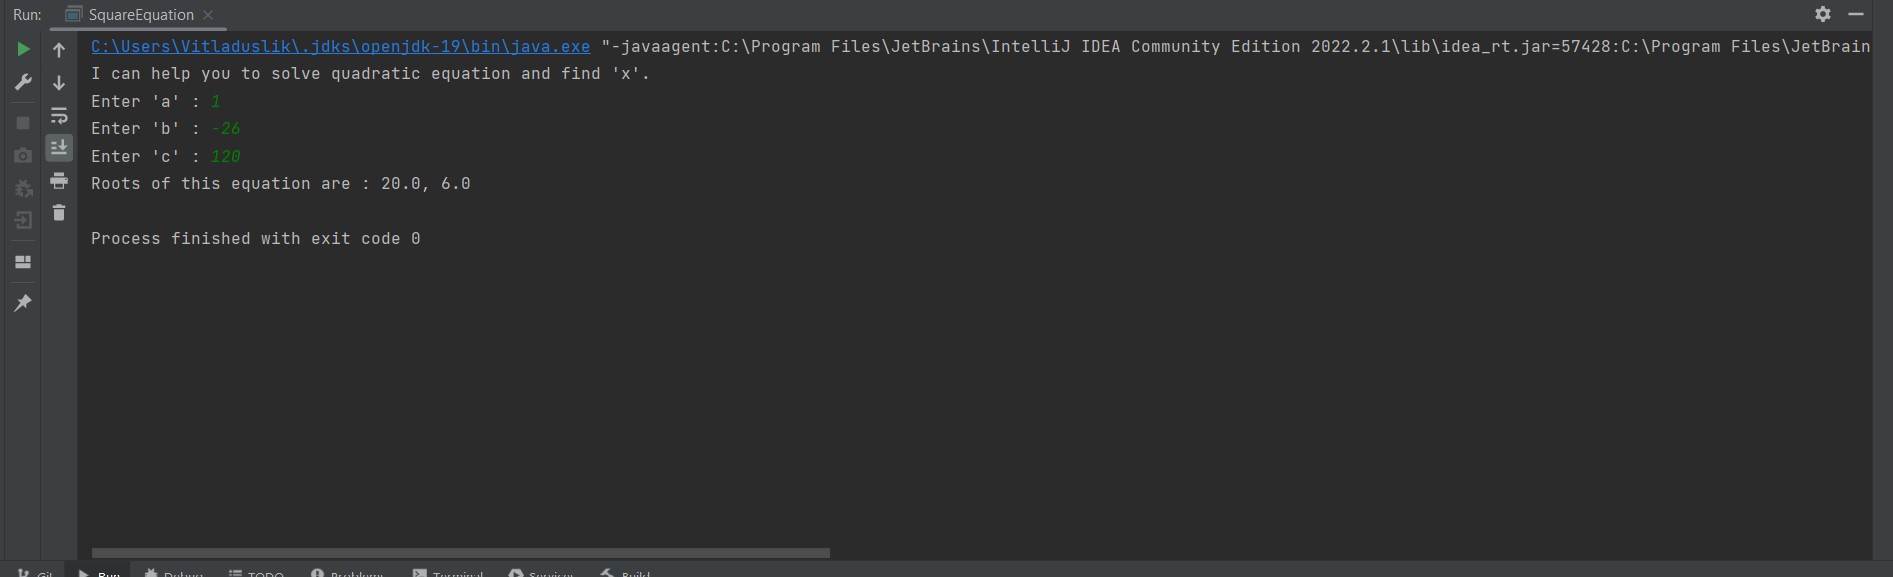 Run: SquareEquation
C:\Users\Vitladuslik\.jdks\openjdk-19\bin\java.exe "-javaagent:C:\Program Files\JetBrains\IntelliJ IDEA Community Edition 2022.2.1\lib\idea_rt.jar=57428:C:\Program Files\JetBrain
I can help you to solve quadratic equation and find 'x'.
Enter 'a' : 1
Enter 'b' : -26
Enter 'c' : 120
Roots of this equation are : 20.0, 6.0
Process finished with exit code 0
Git Run Debug TODO Problems Terminal Services Build